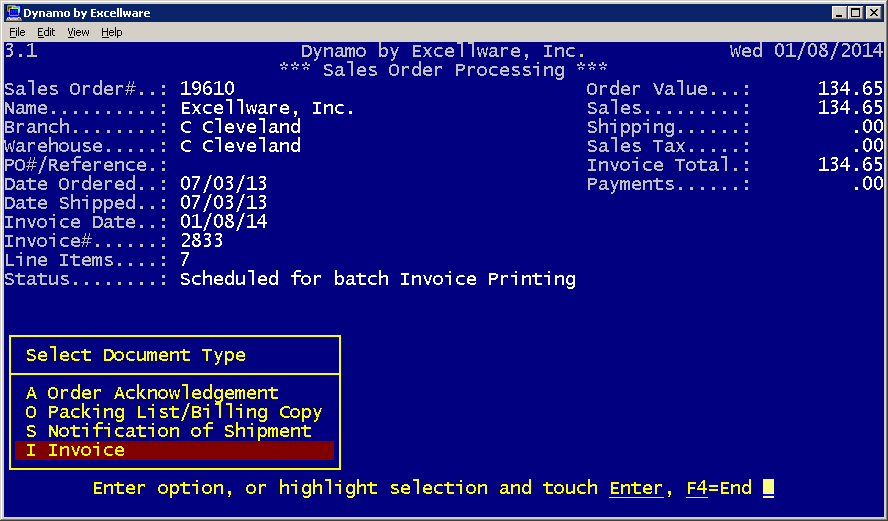 Dynamo by Excellware
File Edit View Help
3.1 Dynamo by Excellware, Inc. Wed 01/08/2014
*** Sales Order Processing ***
Sales Order#..: 19610 Order Value...: 134.65
Name..........: Excellware, Inc. Sales.........: 134.65
Branch........: C Cleveland Shipping......: .00
Warehouse.....: C Cleveland Sales Tax.....: .00
PO#/Reference.: Invoice Total.: 134.65
Date Ordered..: 07/03/13 Payments......: .00
Date Shipped..: 07/03/13
Invoice Date..: 01/08/14
Invoice#......: 2833
Line Items....: 7
Status........: Scheduled for batch Invoice Printing
Select Document Type
A Order Acknowledgement
O Packing List/Billing Copy
S Notification of Shipment
I Invoice
Enter option, or highlight selection and touch Enter, F4=End